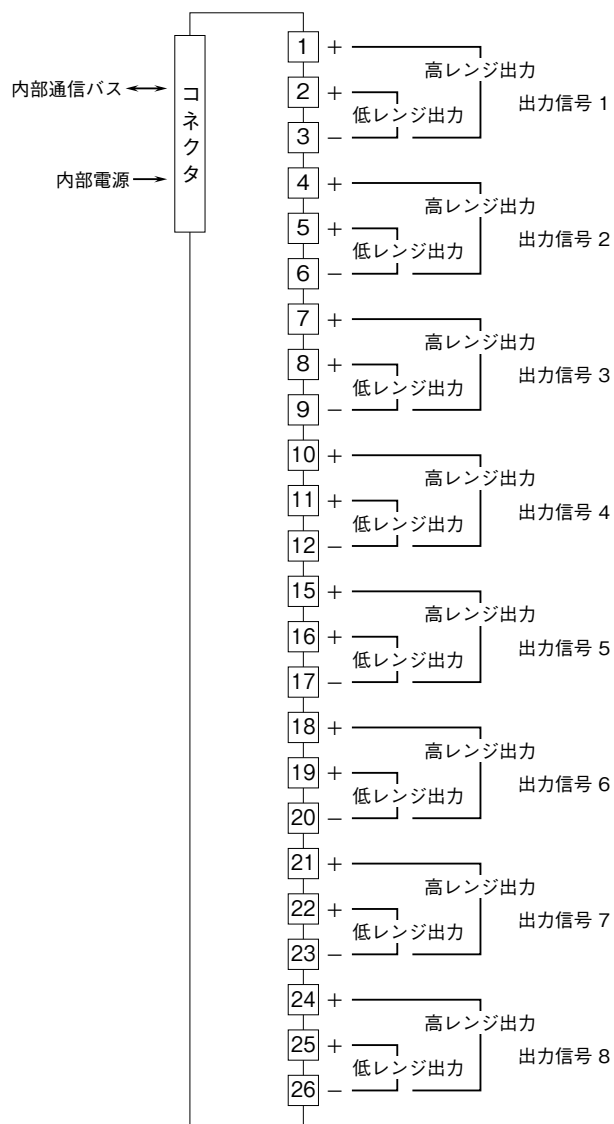 1 +
高レンジ出力
内部通信バス
コネクタ
2 +
低レンジ出力
出力信号 1
3 −
内部電源
4 +
高レンジ出力
5 +
低レンジ出力
出力信号 2
6 −
7 +
高レンジ出力
8 +
低レンジ出力
出力信号 3
9 −
10 +
高レンジ出力
11 +
低レンジ出力
出力信号 4
12 −
15 +
高レンジ出力
16 +
低レンジ出力
出力信号 5
17 −
18 +
高レンジ出力
19 +
低レンジ出力
出力信号 6
20 −
21 +
高レンジ出力
22 +
低レンジ出力
出力信号 7
23 −
24 +
高レンジ出力
25 +
低レンジ出力
出力信号 8
26 −